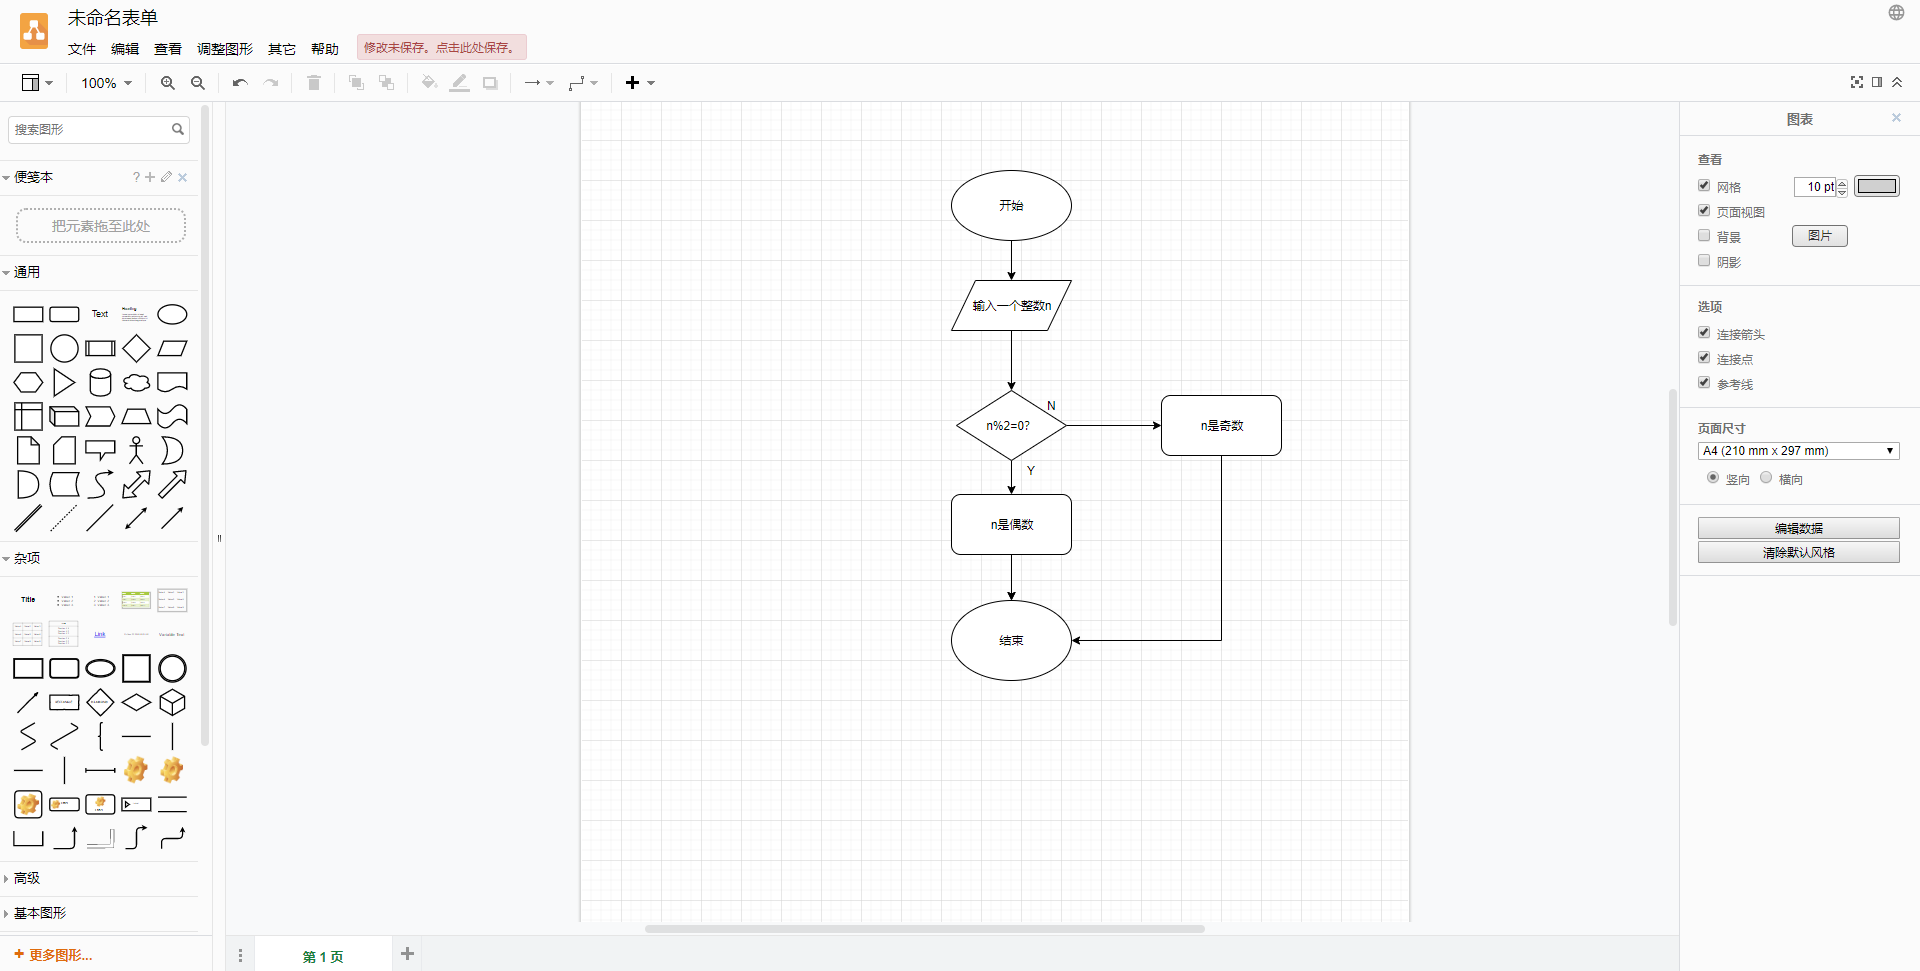 未命名表单
文件 编辑 查看 调整图形 其它 帮助 修改未保存。点击此处保存。
100%
搜索图形
便笺本 ?
把元素拖至此处
通用
Text
Heading
杂项
Title
Link
Variable Text
高级
基本图形
更多图形...
开始
输入一个整数n
n%2=0?
N
n是奇数
Y
n是偶数
结束
第 1 页
图表
查看
网格 10 pt
页面视图
背景 图片
阴影
选项
连接箭头
连接点
参考线
页面尺寸
A4 (210 mm x 297 mm)
竖向 横向
编辑数据
清除默认风格